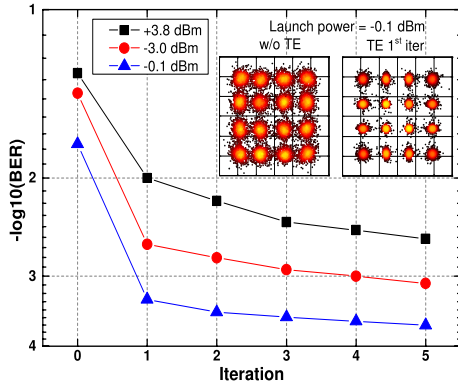 +3.8 dBm
-3.0 dBm
-0.1 dBm
Launch power = -0.1 dBm
w/o TE
TE 1st iter
1
2
3
4
-log10(BER)
0 1 2 3 4 5
Iteration